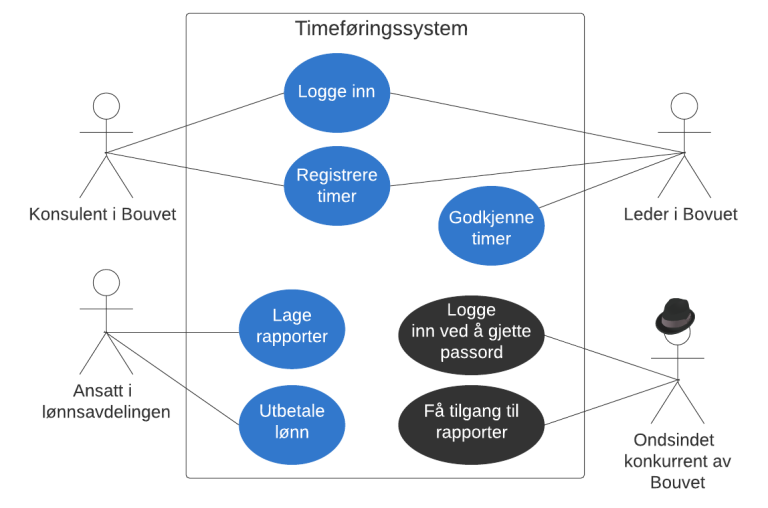 Timeføringssystem
Logge inn
Registrere
timer
Godkjenne
timer
Konsulent i Bouvet
Leder i Bovuet
Lage
rapporter
Logge
inn ved å gjette
passord
Ansatt i
lønnsavdelingen
Utbetale
lønn
Få tilgang til
rapporter
Ondsindet
konkurrent av
Bouvet